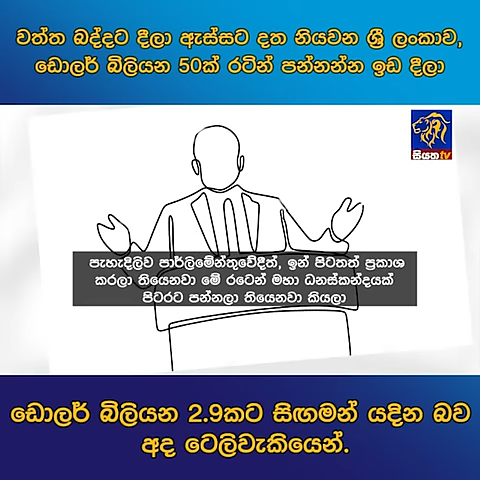 වත්ත බද්දට දීලා ඇස්සට දත නියවන ශ්‍රී ලංකාව,
ඩොලර් බිලියන 50ක් රටින් පන්නන්න ඉඩ දීලා
සියත tv
පැහැදිලිව පාර්ලිමේන්තුවේදීත්, ඉන් පිටතත් ප්‍රකාශ
කරලා තියෙනවා මේ රටෙන් මහා ධනස්කන්දයක්
පිටරට පන්නලා තියෙනවා කියලා
ඩොලර් බිලියන 2.9කට සිඟමන් යදින බව
අද ටෙලිවැකියෙන්.